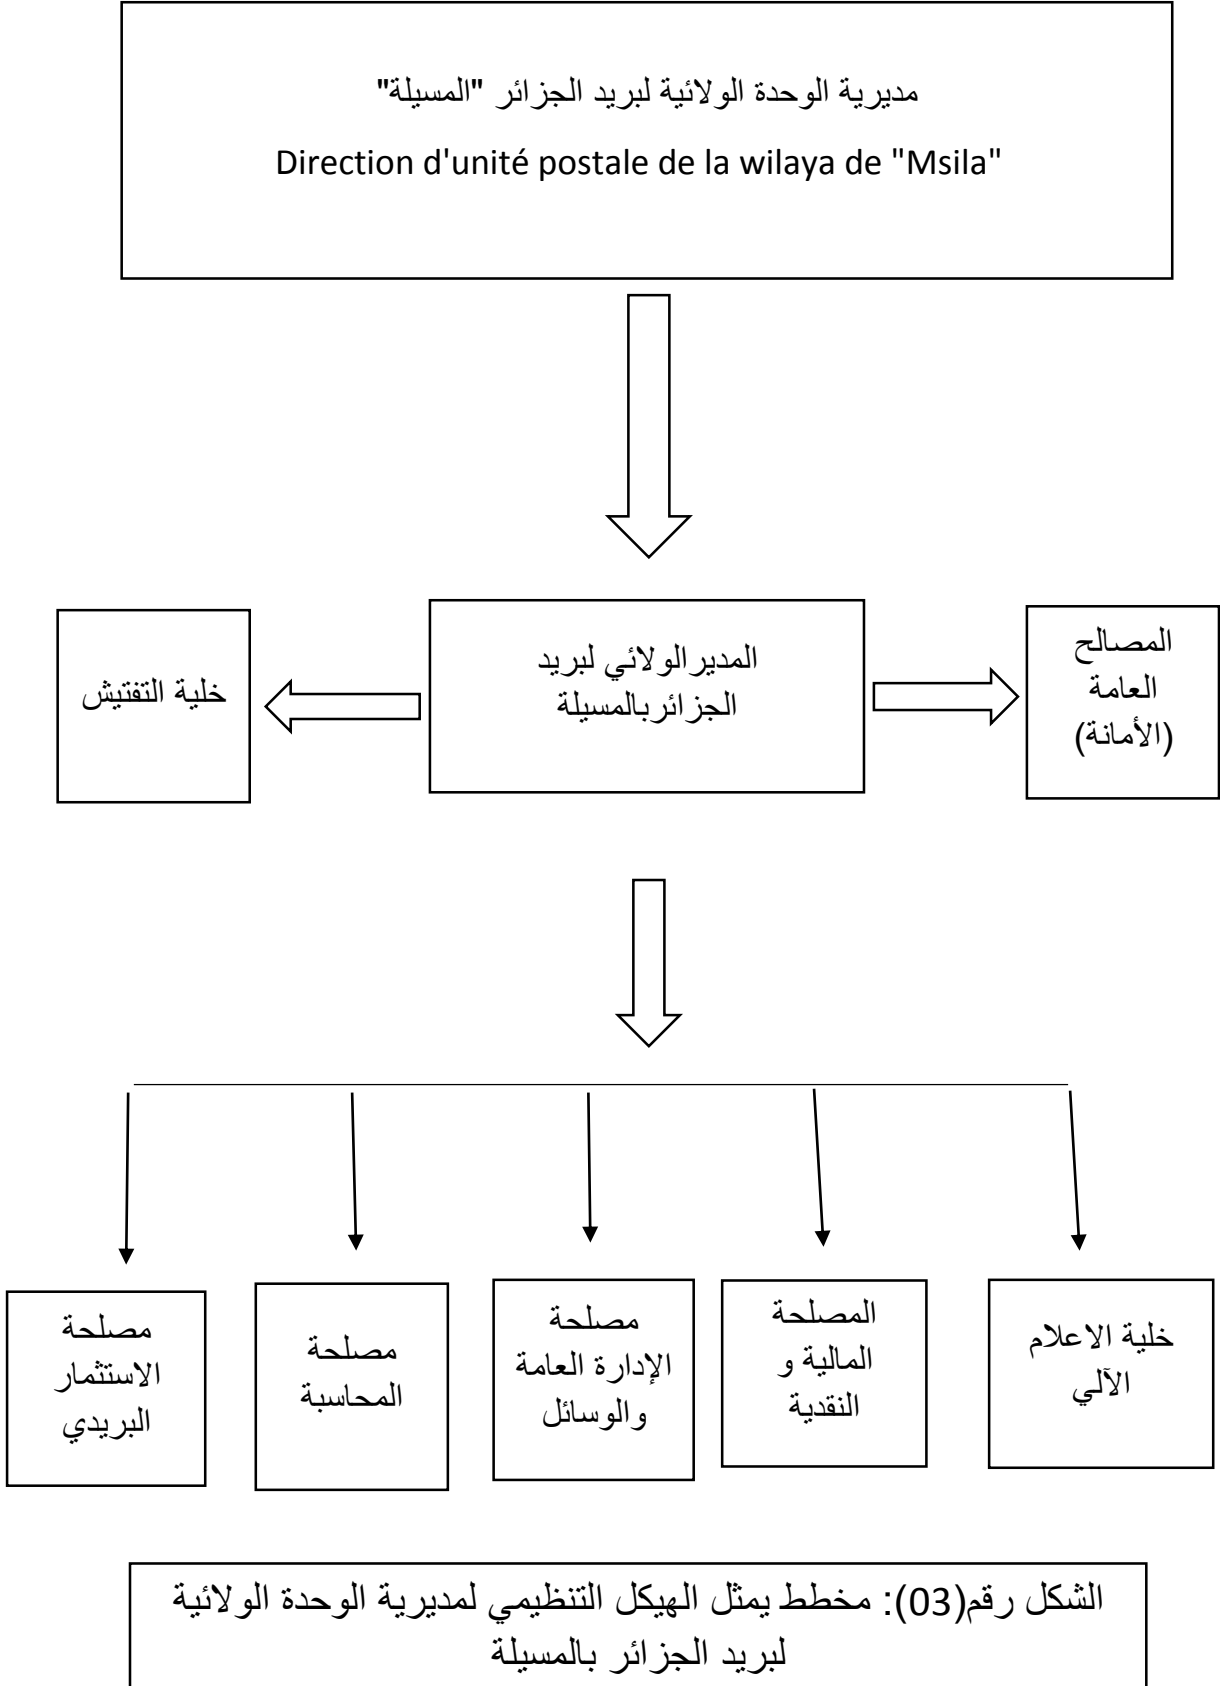 مديرية الوحدة الولائية لبريد الجزائر "المسيلة"
Direction d'unité postale de la wilaya de "Msila"
المصالح
العامة
(الأمانة)
المديرالولائي لبريد
الجزائربالمسيلة
خلية التفتيش
خلية الاعلام
الآلي
المصلحة
المالية و
النقدية
مصلحة
الإدارة العامة
والوسائل
مصلحة
المحاسبة
مصلحة
الاستثمار
البريدي
الشكل رقم(03): مخطط يمثل الهيكل التنظيمي لمديرية الوحدة الولائية
لبريد الجزائر بالمسيلة